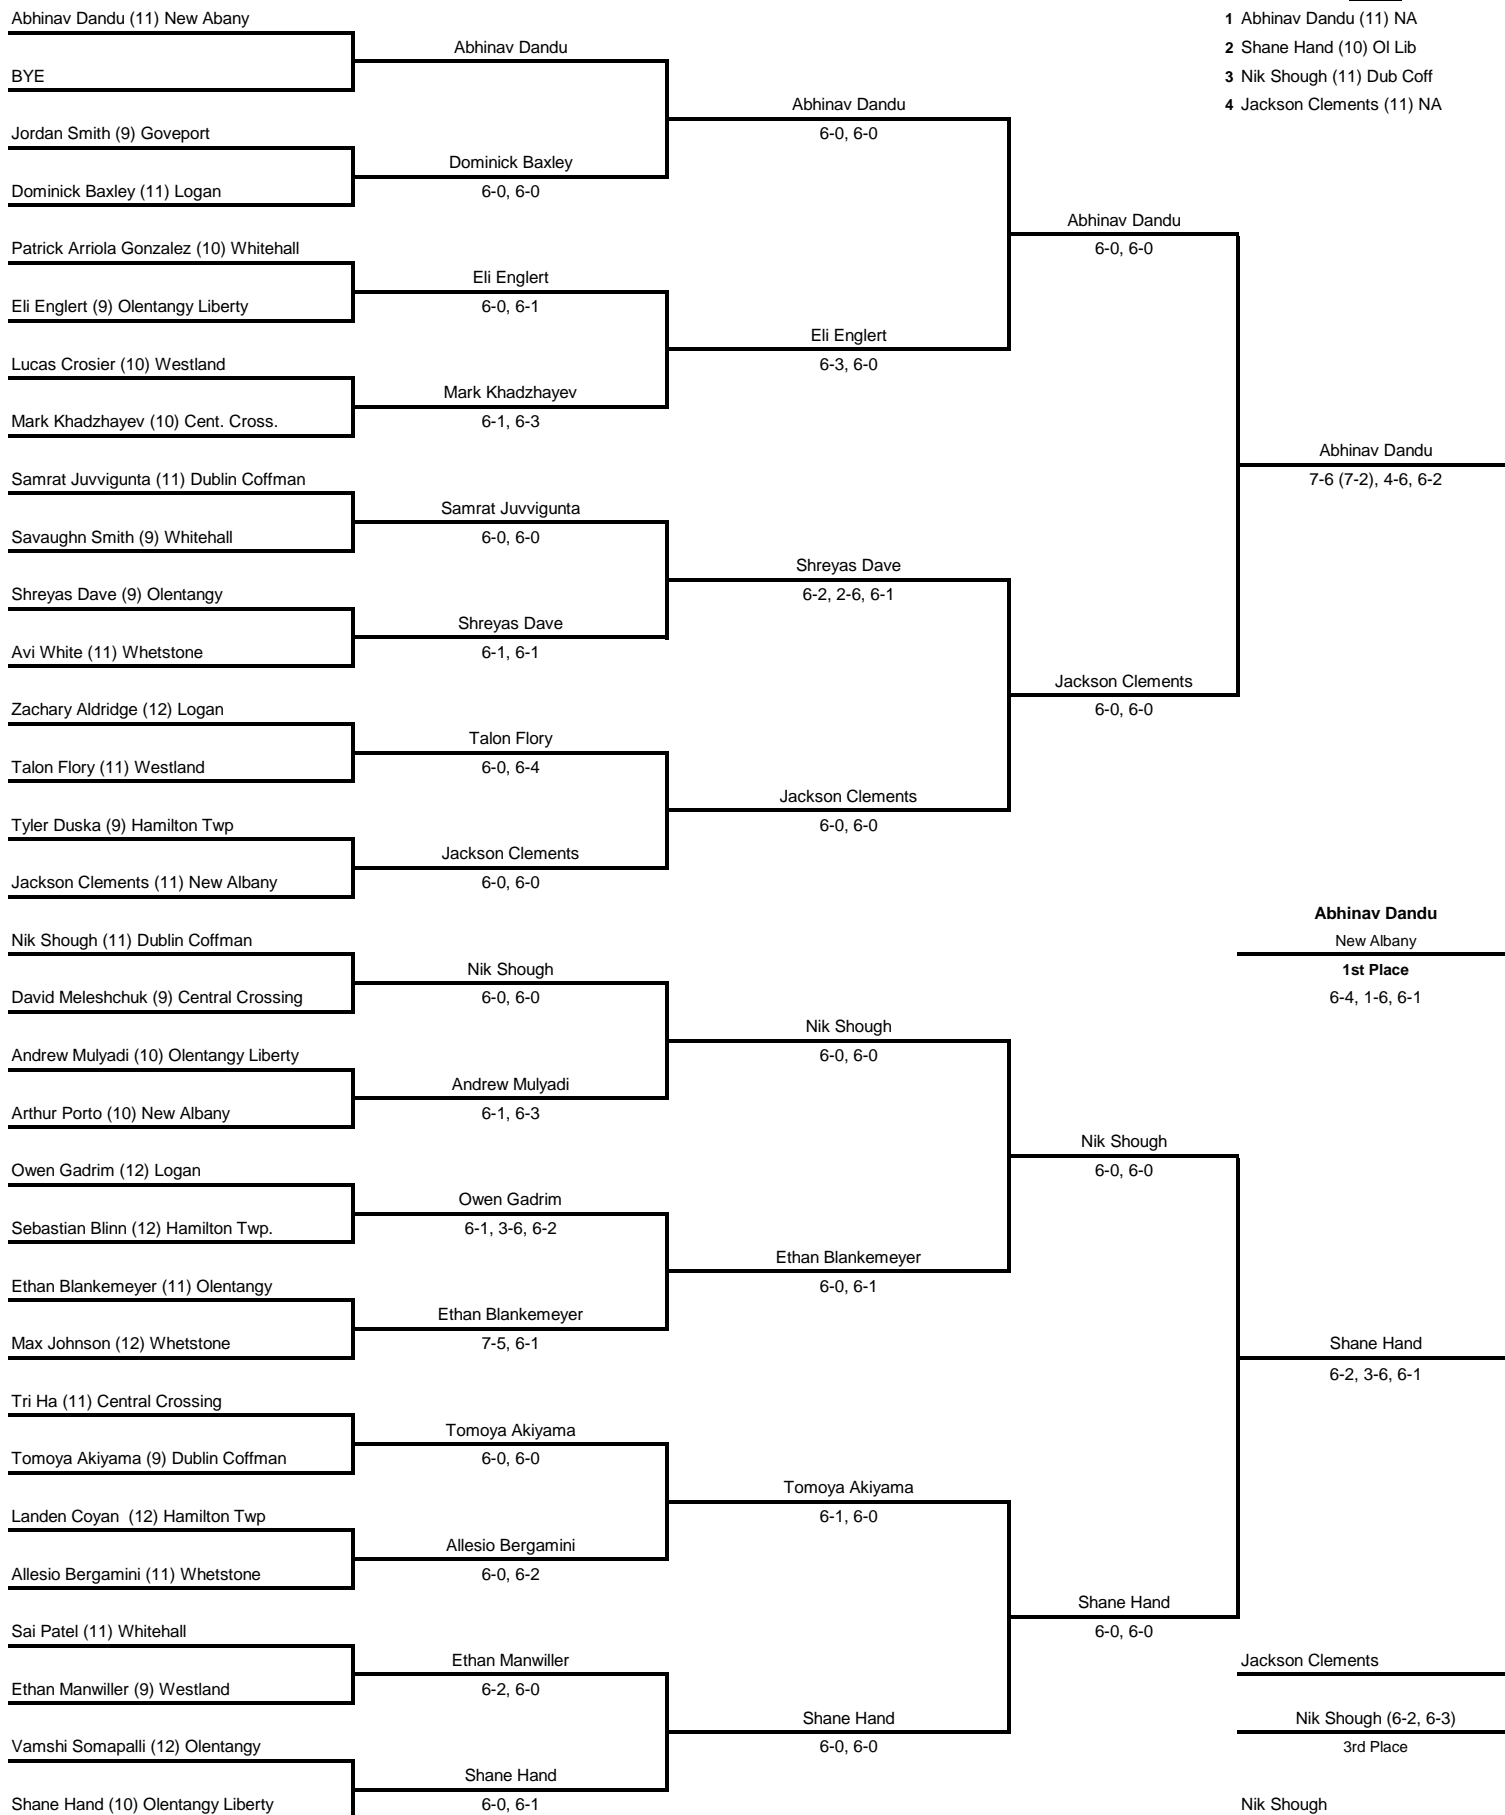 Abhinav Dandu (11) New Abany
BYE
Jordan Smith (9) Goveport
Dominick Baxley (11) Logan
Patrick Arriola Gonzalez (10) Whitehall
Eli Englert (9) Olentangy Liberty
Lucas Crosier (10) Westland
Mark Khadzhayev (10) Cent. Cross.
Samrat Juvvigunta (11) Dublin Coffman
Savaughn Smith (9) Whitehall
Shreyas Dave (9) Olentangy
Avi White (11) Whetstone
Zachary Aldridge (12) Logan
Talon Flory (11) Westland
Tyler Duska (9) Hamilton Twp
Jackson Clements (11) New Albany
Nik Shough (11) Dublin Coffman
David Meleshchuk (9) Central Crossing
Andrew Mulyadi (10) Olentangy Liberty
Arthur Porto (10) New Albany
Owen Gadrim (12) Logan
Sebastian Blinn (12) Hamilton Twp.
Ethan Blankemeyer (11) Olentangy
Max Johnson (12) Whetstone
Tri Ha (11) Central Crossing
Tomoya Akiyama (9) Dublin Coffman
Landen Coyan  (12) Hamilton Twp
Allesio Bergamini (11) Whetstone
Sai Patel (11) Whitehall
Ethan Manwiller (9) Westland
Vamshi Somapalli (12) Olentangy
Shane Hand (10) Olentangy Liberty
Abhinav Dandu
Dominick Baxley
6-0, 6-0
Eli Englert
6-0, 6-1
Mark Khadzhayev
6-1, 6-3
Samrat Juvvigunta
6-0, 6-0
Shreyas Dave
6-1, 6-1
Talon Flory
6-0, 6-4
Jackson Clements
6-0, 6-0
Nik Shough
6-0, 6-0
Andrew Mulyadi
6-1, 6-3
Owen Gadrim
6-1, 3-6, 6-2
Ethan Blankemeyer
7-5, 6-1
Tomoya Akiyama
6-0, 6-0
Allesio Bergamini
6-0, 6-2
Ethan Manwiller
6-2, 6-0
Shane Hand
6-0, 6-1
Abhinav Dandu
6-0, 6-0
Eli Englert
6-3, 6-0
Shreyas Dave
6-2, 2-6, 6-1
Jackson Clements
6-0, 6-0
Nik Shough
6-0, 6-0
Ethan Blankemeyer
6-0, 6-1
Tomoya Akiyama
6-1, 6-0
Shane Hand
6-0, 6-0
Abhinav Dandu
6-0, 6-0
Jackson Clements
6-0, 6-0
Nik Shough
6-0, 6-0
Shane Hand
6-0, 6-0
1 Abhinav Dandu (11) NA
2 Shane Hand (10) Ol Lib
3 Nik Shough (11) Dub Coff
4 Jackson Clements (11) NA
Abhinav Dandu
7-6 (7-2), 4-6, 6-2
Abhinav Dandu
New Albany
1st Place
6-4, 1-6, 6-1
Shane Hand
6-2, 3-6, 6-1
Jackson Clements
Nik Shough (6-2, 6-3)
3rd Place
Nik Shough